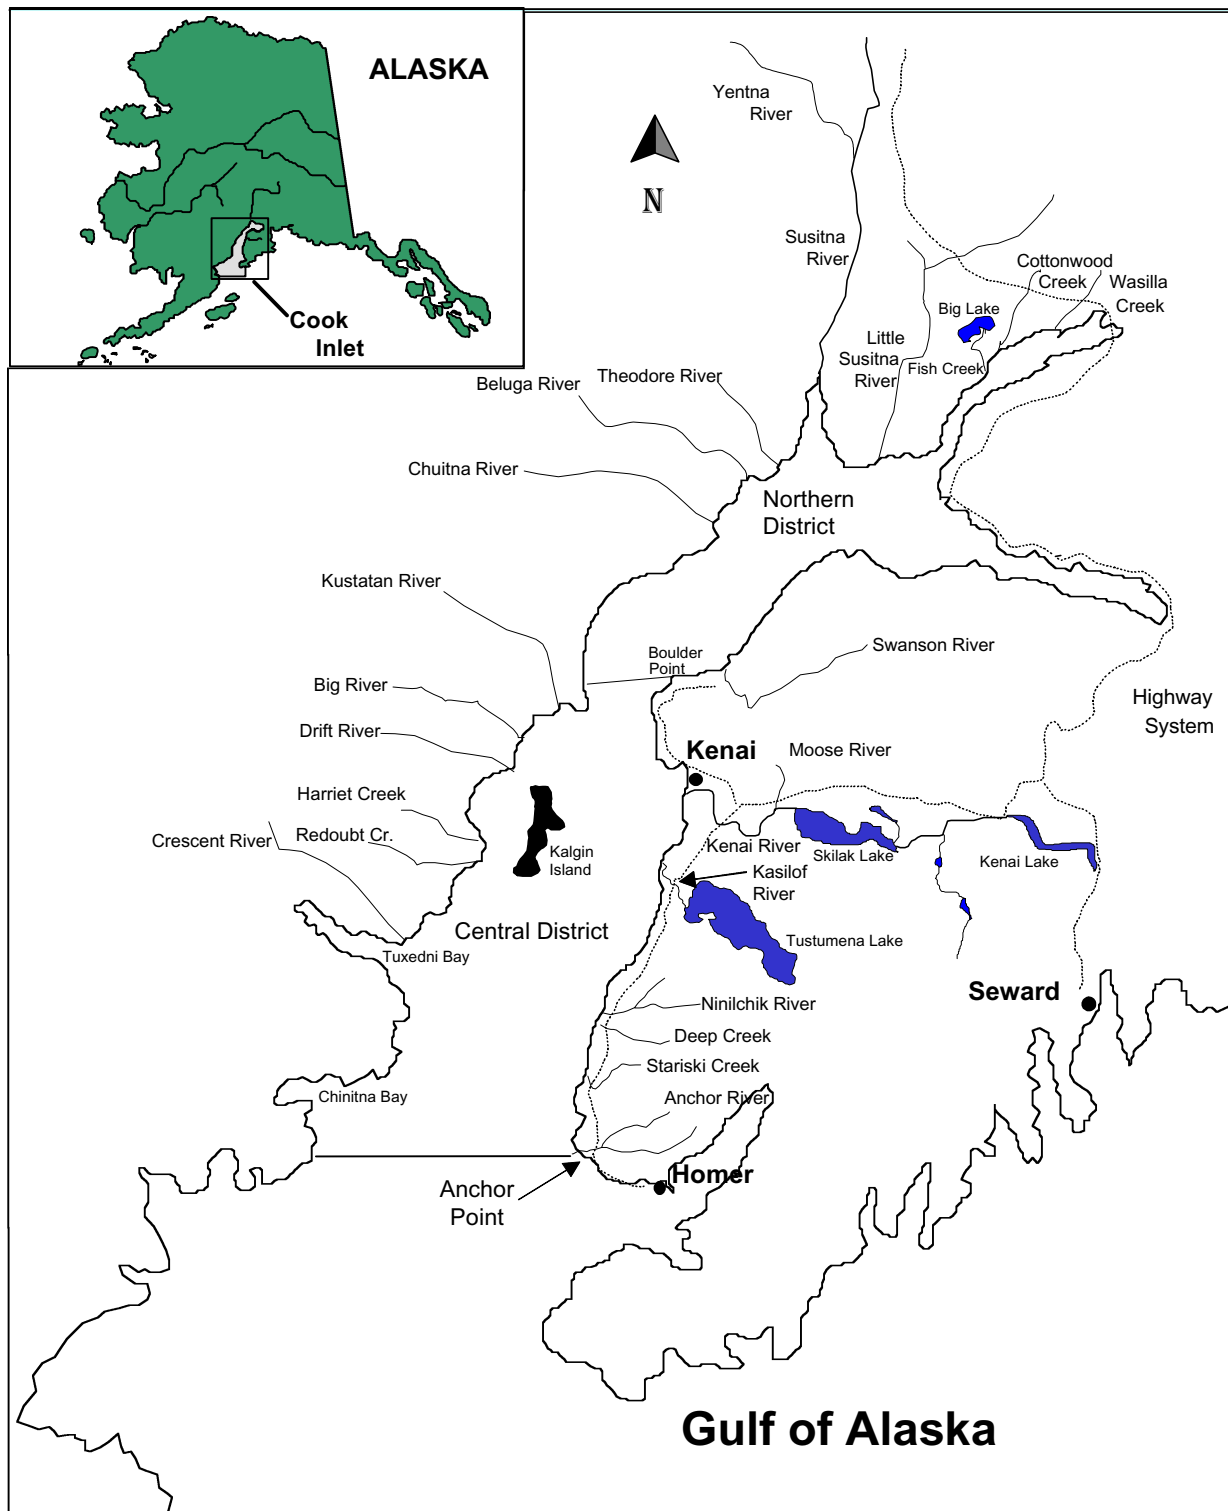 ALASKA
Cook
Inlet
Yentna
River
N
Susitna
River
Cottonwood
Creek
Wasilla
Creek
Big Lake
Little
Susitna
River
Fish Creek
Theodore River
Beluga River
Chuitna River
Northern
District
Kustatan River
Boulder
Point
Swanson River
Big River
Highway
System
Drift River
Kenai
Moose River
Harriet Creek
Crescent River
Redoubt Cr.
Kalgin
Island
Kenai River
Skilak Lake
Kenai Lake
Kasilof
River
Central District
Tustumena Lake
Tuxedni Bay
Seward
Ninilchik River
Deep Creek
Stariski Creek
Chinitna Bay
Anchor River
Homer
Anchor
Point
Gulf of Alaska